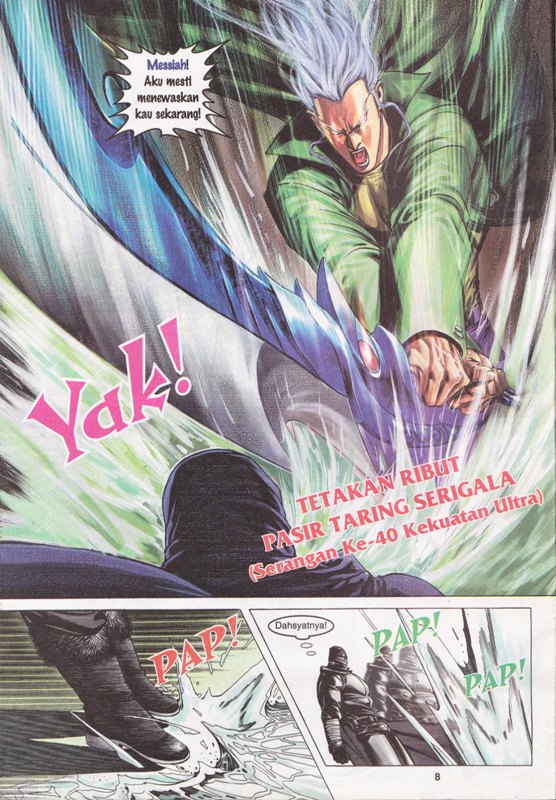 Messiah!
Aku mesti
menewaskan
kau sekarang!
Yak!
TETAKAN RIBUT
PASIR TARING SERIGALA
(Serangan Ke-40 Kekuatan Ultra)
PAP!
Dahsyatnya!
PAP!
PAP!
8